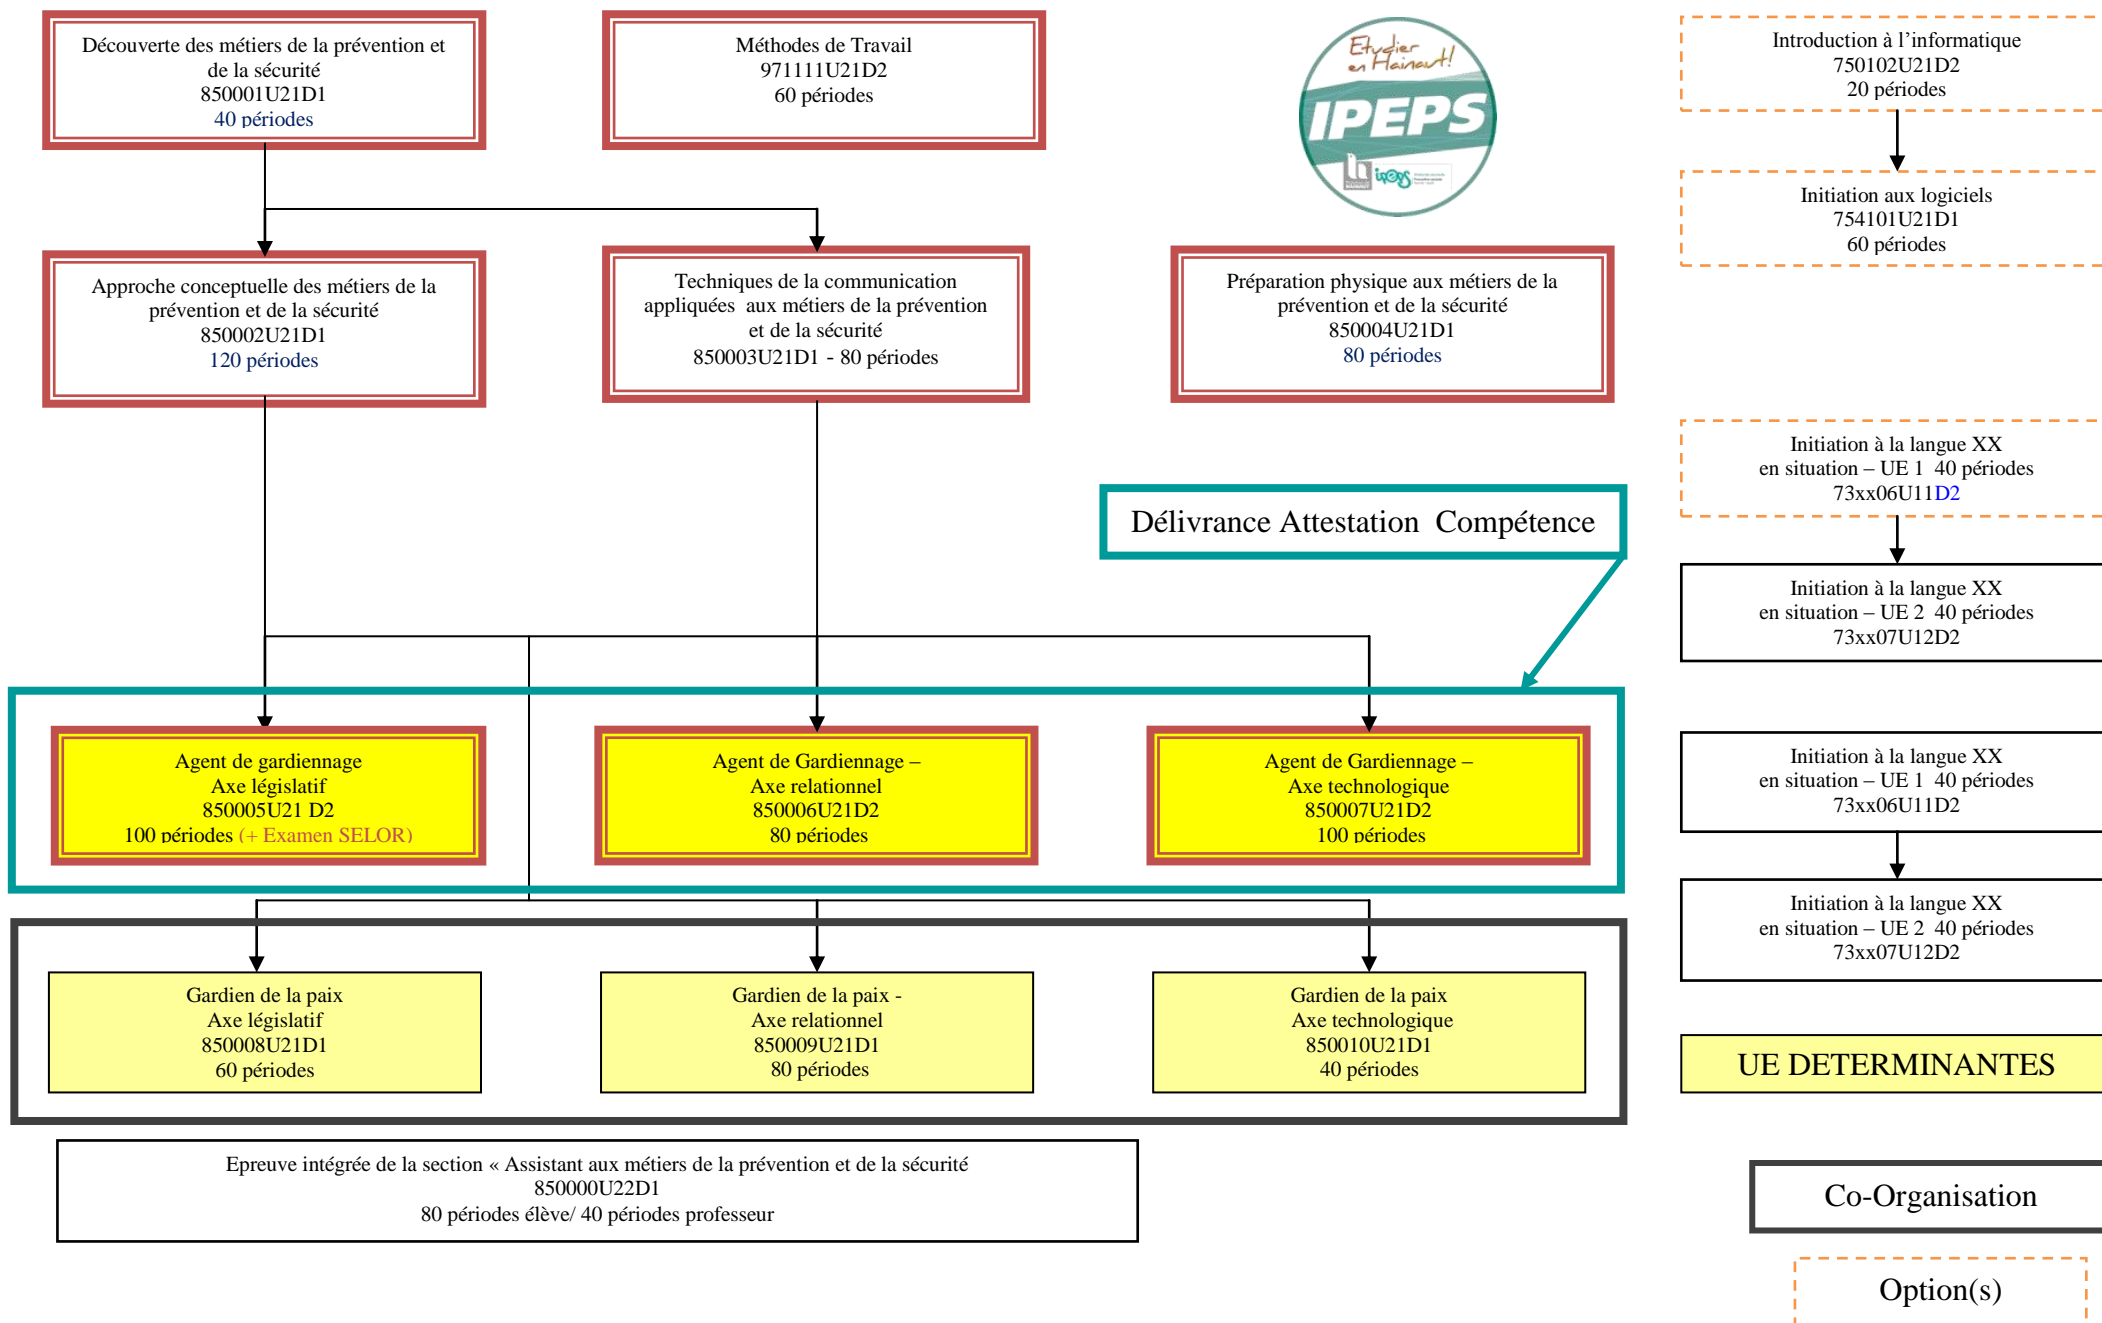 Découverte des métiers de la prévention et
de la sécurité
850001U21D1
40 périodes
Méthodes de Travail
971111U21D2
60 périodes
Etudier
en Hainaut!
IPEPS
HAINAUT
ipeps
Introduction à l'informatique
750102U21D2
20 périodes
Initiation aux logiciels
754101U21D1
60 périodes
Approche conceptuelle des métiers de la
prévention et de la sécurité
850002U21D1
120 périodes
Techniques de la communication
appliquées  aux métiers de la prévention
et de la sécurité
850003U21D1 - 80 périodes
Préparation physique aux métiers de la
prévention et de la sécurité
850004U21D1
80 périodes
Initiation à la langue XX
en situation – UE 1  40 périodes
73xx06U11D2
Délivrance Attestation  Compétence
Initiation à la langue XX
en situation – UE 2  40 périodes
73xx07U12D2
Agent de gardiennage
Axe législatif
850005U21 D2
100 périodes (+ Examen SELOR)
Agent de Gardiennage –
Axe relationnel
850006U21D2
80 périodes
Agent de Gardiennage –
Axe technologique
850007U21D2
100 périodes
Initiation à la langue XX
en situation – UE 1  40 périodes
73xx06U11D2
Initiation à la langue XX
en situation – UE 2  40 périodes
73xx07U12D2
Gardien de la paix
Axe législatif
850008U21D1
60 périodes
Gardien de la paix -
Axe relationnel
850009U21D1
80 périodes
Gardien de la paix
Axe technologique
850010U21D1
40 périodes
UE DETERMINANTES
Epreuve intégrée de la section « Assistant aux métiers de la prévention et de la sécurité
850000U22D1
80 périodes élève/ 40 périodes professeur
Co-Organisation
Option(s)